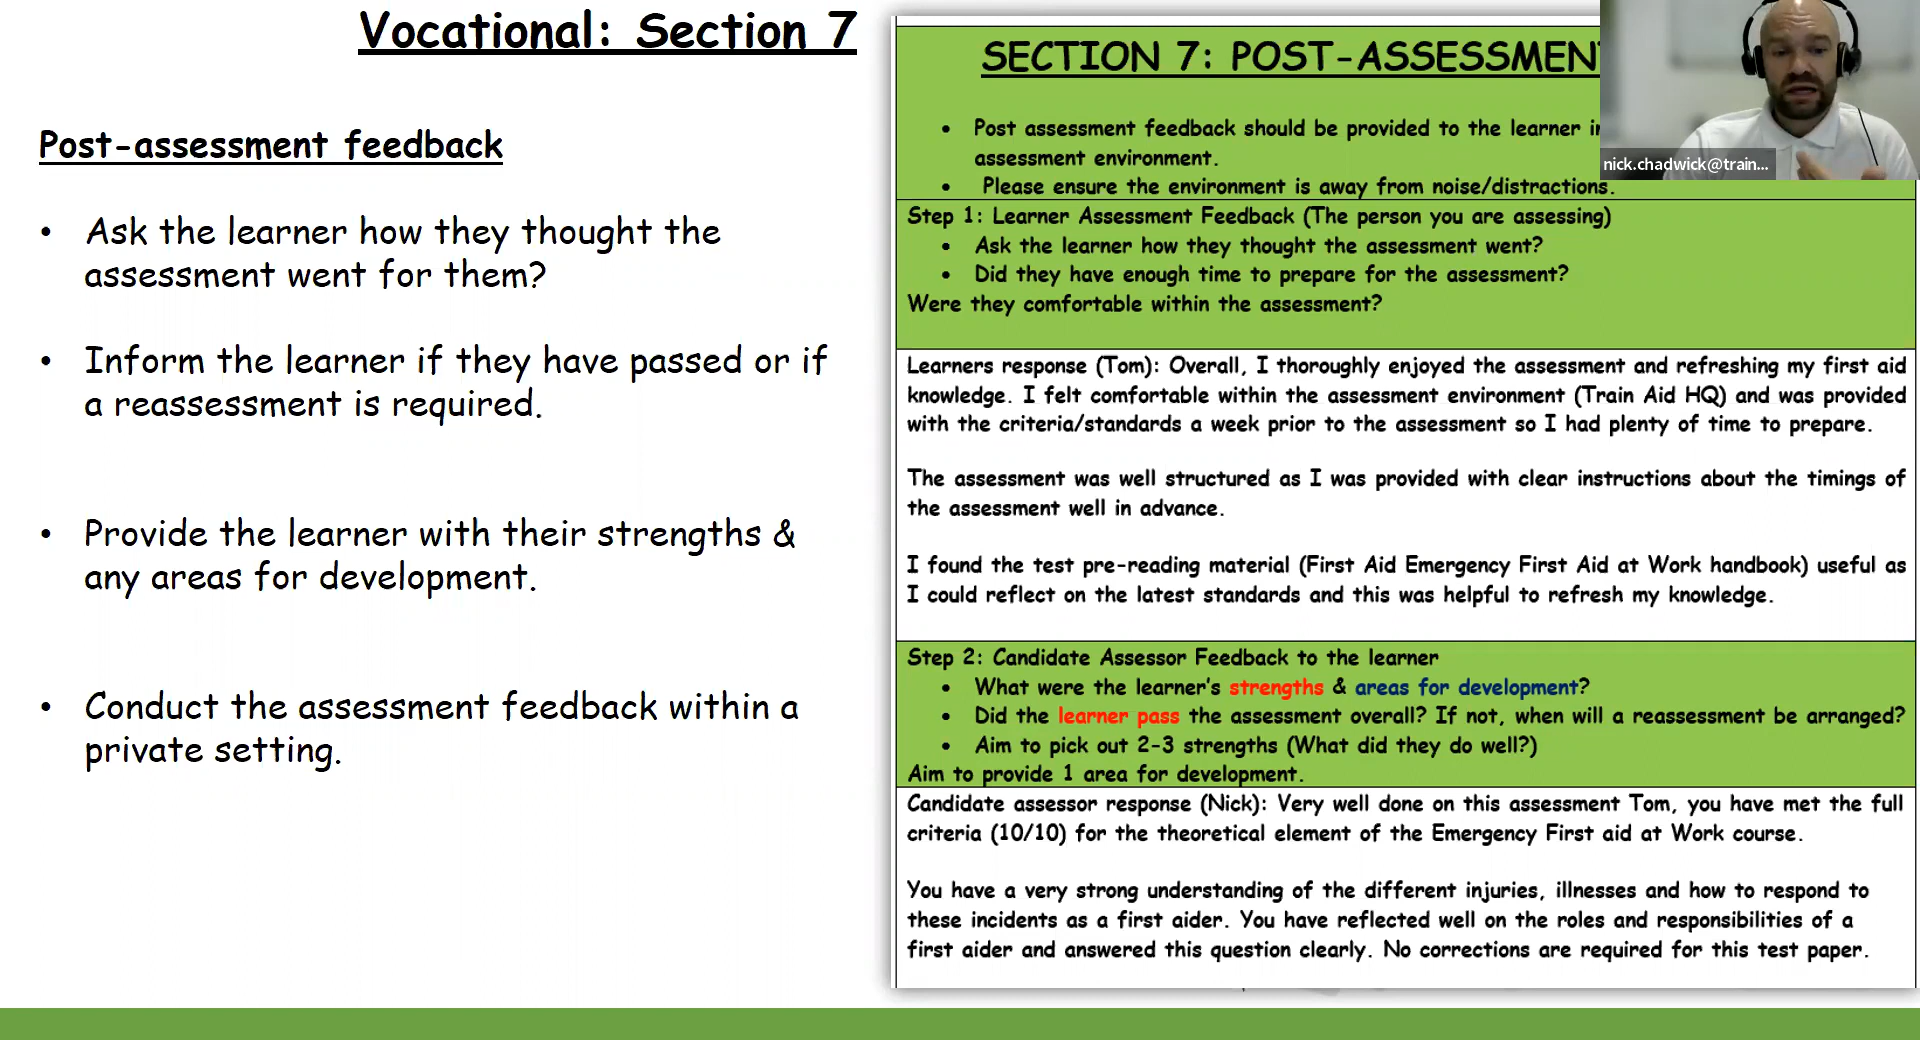 Vocational: Section 7
Post-assessment feedback
• Ask the learner how they thought the
assessment went for them?
• Inform the learner if they have passed or if
a reassessment is required.
• Provide the learner with their strengths &
any areas for development.
• Conduct the assessment feedback within a
private setting.
SECTION 7: POST-ASSESSMEN
• Post assessment feedback should be provided to the learner in
assessment environment.
• Please ensure the environment is away from noise/distractions.
Step 1: Learner Assessment Feedback (The person you are assessing)
• Ask the learner how they thought the assessment went?
• Did they have enough time to prepare for the assessment?
Were they comfortable within the assessment?
Learners response (Tom): Overall, I thoroughly enjoyed the assessment and refreshing my first aid
knowledge. I felt comfortable within the assessment environment (Train Aid HQ) and was provided
with the criteria/standards a week prior to the assessment so I had plenty of time to prepare.
The assessment was well structured as I was provided with clear instructions about the timings of
the assessment well in advance.
I found the test pre-reading material (First Aid Emergency First Aid at Work handbook) useful as
I could reflect on the latest standards and this was helpful to refresh my knowledge.
Step 2: Candidate Assessor Feedback to the learner
• What were the learner's strengths & areas for development?
• Did the learner pass the assessment overall? If not, when will a reassessment be arranged?
• Aim to pick out 2-3 strengths (What did they do well?)
Aim to provide 1 area for development.
Candidate assessor response (Nick): Very well done on this assessment Tom, you have met the full
criteria (10/10) for the theoretical element of the Emergency First aid at Work course.
You have a very strong understanding of the different injuries, illnesses and how to respond to
these incidents as a first aider. You have reflected well on the roles and responsibilities of a
first aider and answered this question clearly. No corrections are required for this test paper.
nick.chadwick@train...